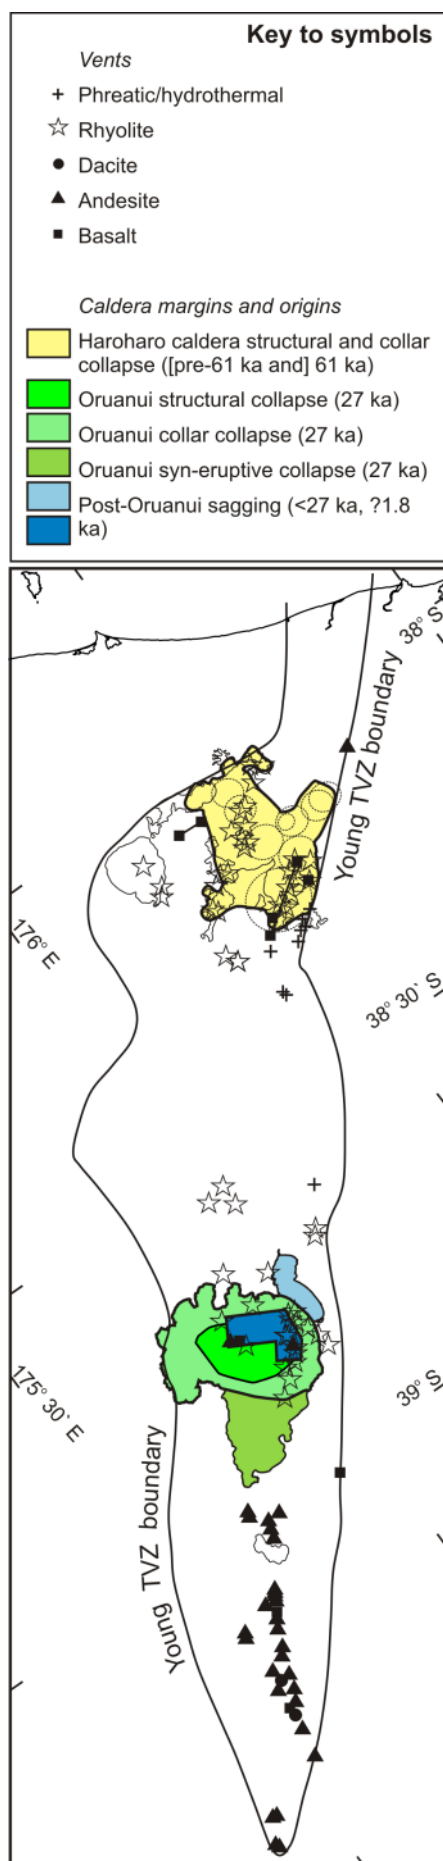 Key to symbols
Vents
Phreatic/hydrothermal
Rhyolite
Dacite
Andesite
Basalt
Caldera margins and origins
Haroharo caldera structural and collar
collapse ([pre-61 ka and] 61 ka)
Oruanui structural collapse (27 ka)
Oruanui collar collapse (27 ka)
Oruanui syn-eruptive collapse (27 ka)
Post-Oruanui sagging (<27 ka, ?1.8
ka)
38° S
Young TVZ boundary
176° E
38° 30` S
175° 30` E
39° S
Young TVZ boundary